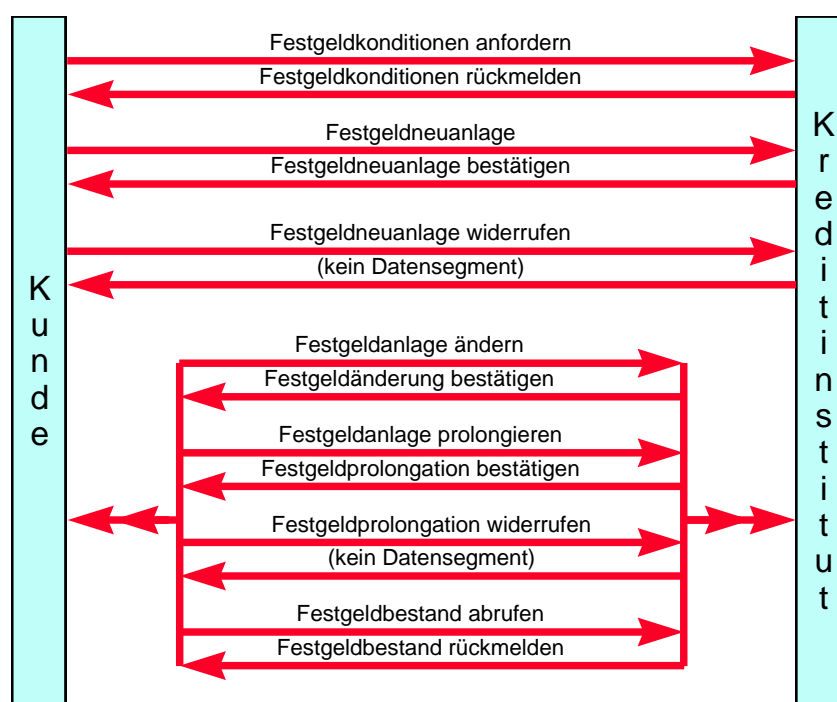 Festgeldkonditionen anfordern
Festgeldkonditionen rückmelden
Festgeldneuanlage
Festgeldneuanlage bestätigen
Festgeldneuanlage widerrufen
(kein Datensegment)
Kunde
Kreditinstitut
Festgeldanlage ändern
Festgeldänderung bestätigen
Festgeldanlage prolongieren
Festgeldprolongation bestätigen
Festgeldprolongation widerrufen
(kein Datensegment)
Festgeldbestand abrufen
Festgeldbestand rückmelden